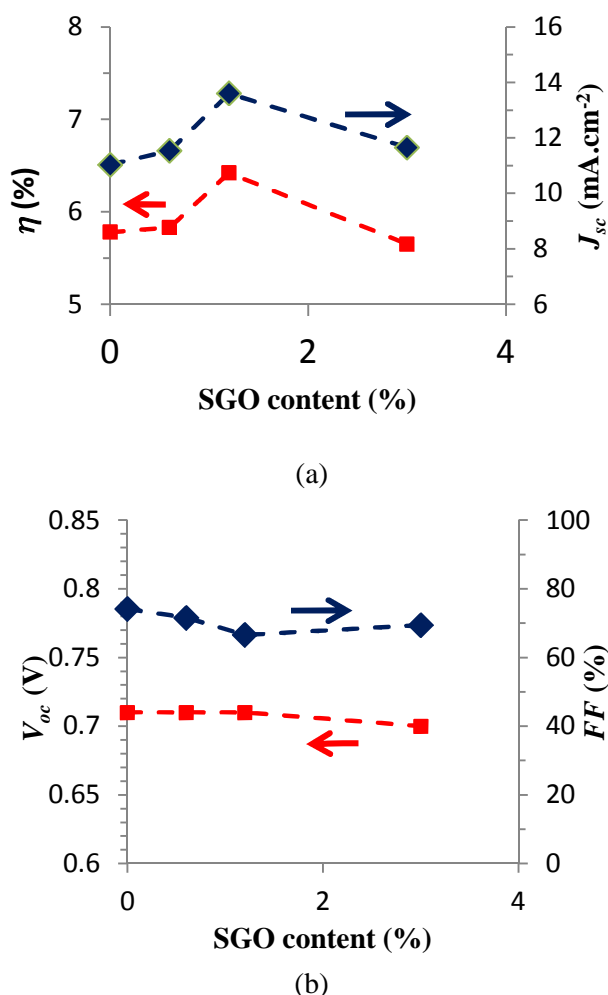 8
7
6
5
η (%)
16
14
12
10
8
6
Jsc (mA.cm-2)
0 2 4
SGO content (%)
(a)
0.85
0.8
0.75
0.7
0.65
0.6
Voc (V)
100
80
60
40
20
0
FF (%)
0 2 4
SGO content (%)
(b)